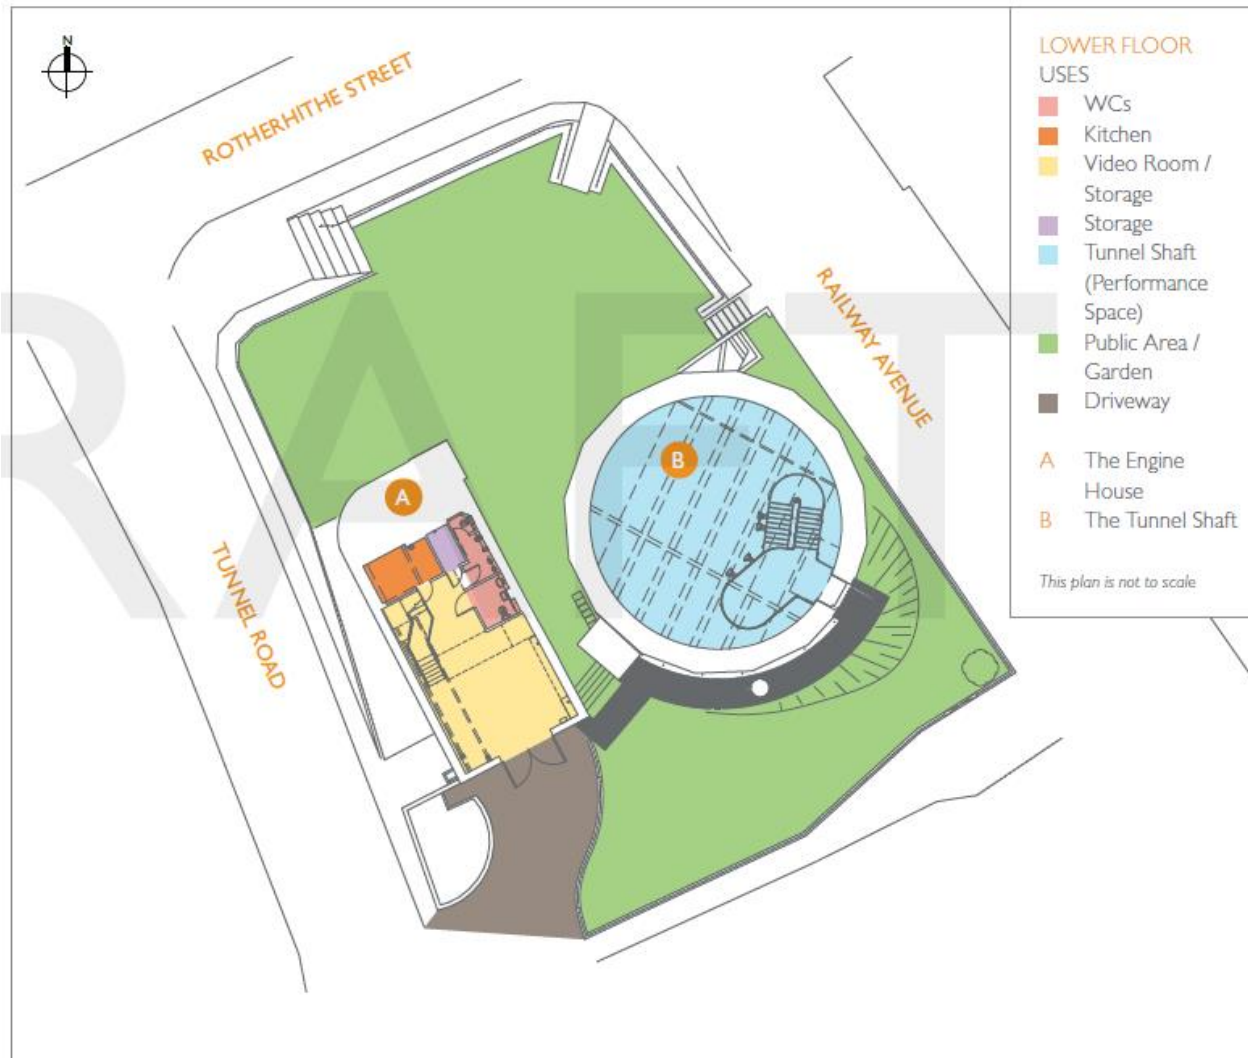 N
ROTHERHITHE STREET
RAILWAY AVENUE
TUNNEL ROAD
A
B
RAFT
LOWER FLOOR
USES
WCs
Kitchen
Video Room /
Storage
Storage
Tunnel Shaft
(Performance
Space)
Public Area /
Garden
Driveway
A The Engine
House
B The Tunnel Shaft
This plan is not to scale